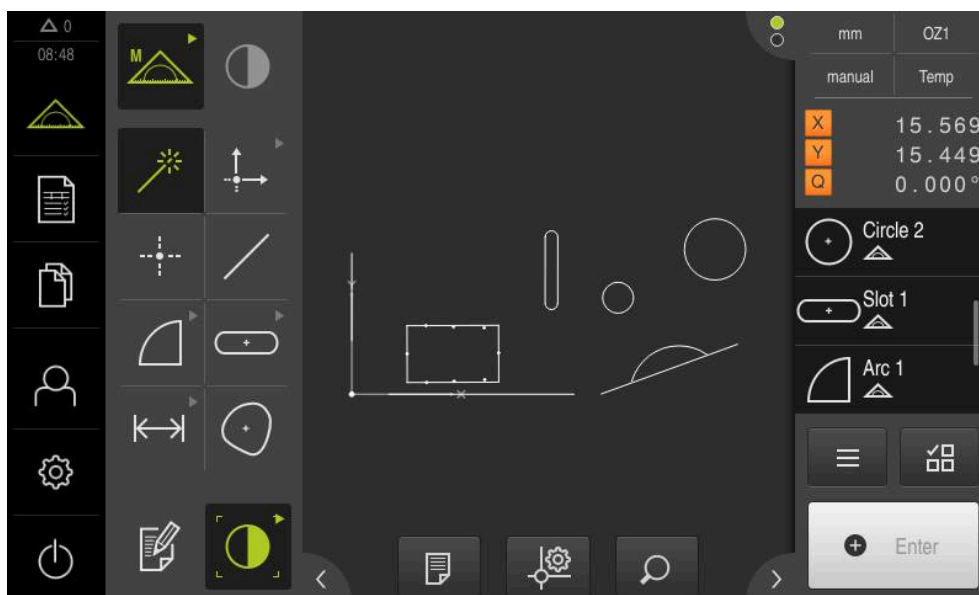 0
08:48
M
mm
OZ1
manual
Temp
X 15.569
Y 15.449
Q 0.000°
Circle 2
Slot 1
Arc 1
Enter
Y
X